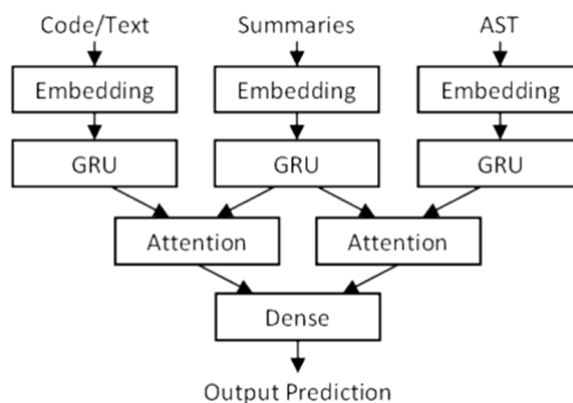 Code/Text Summaries AST
Embedding Embedding Embedding
GRU GRU GRU
Attention Attention
Dense
Output Prediction